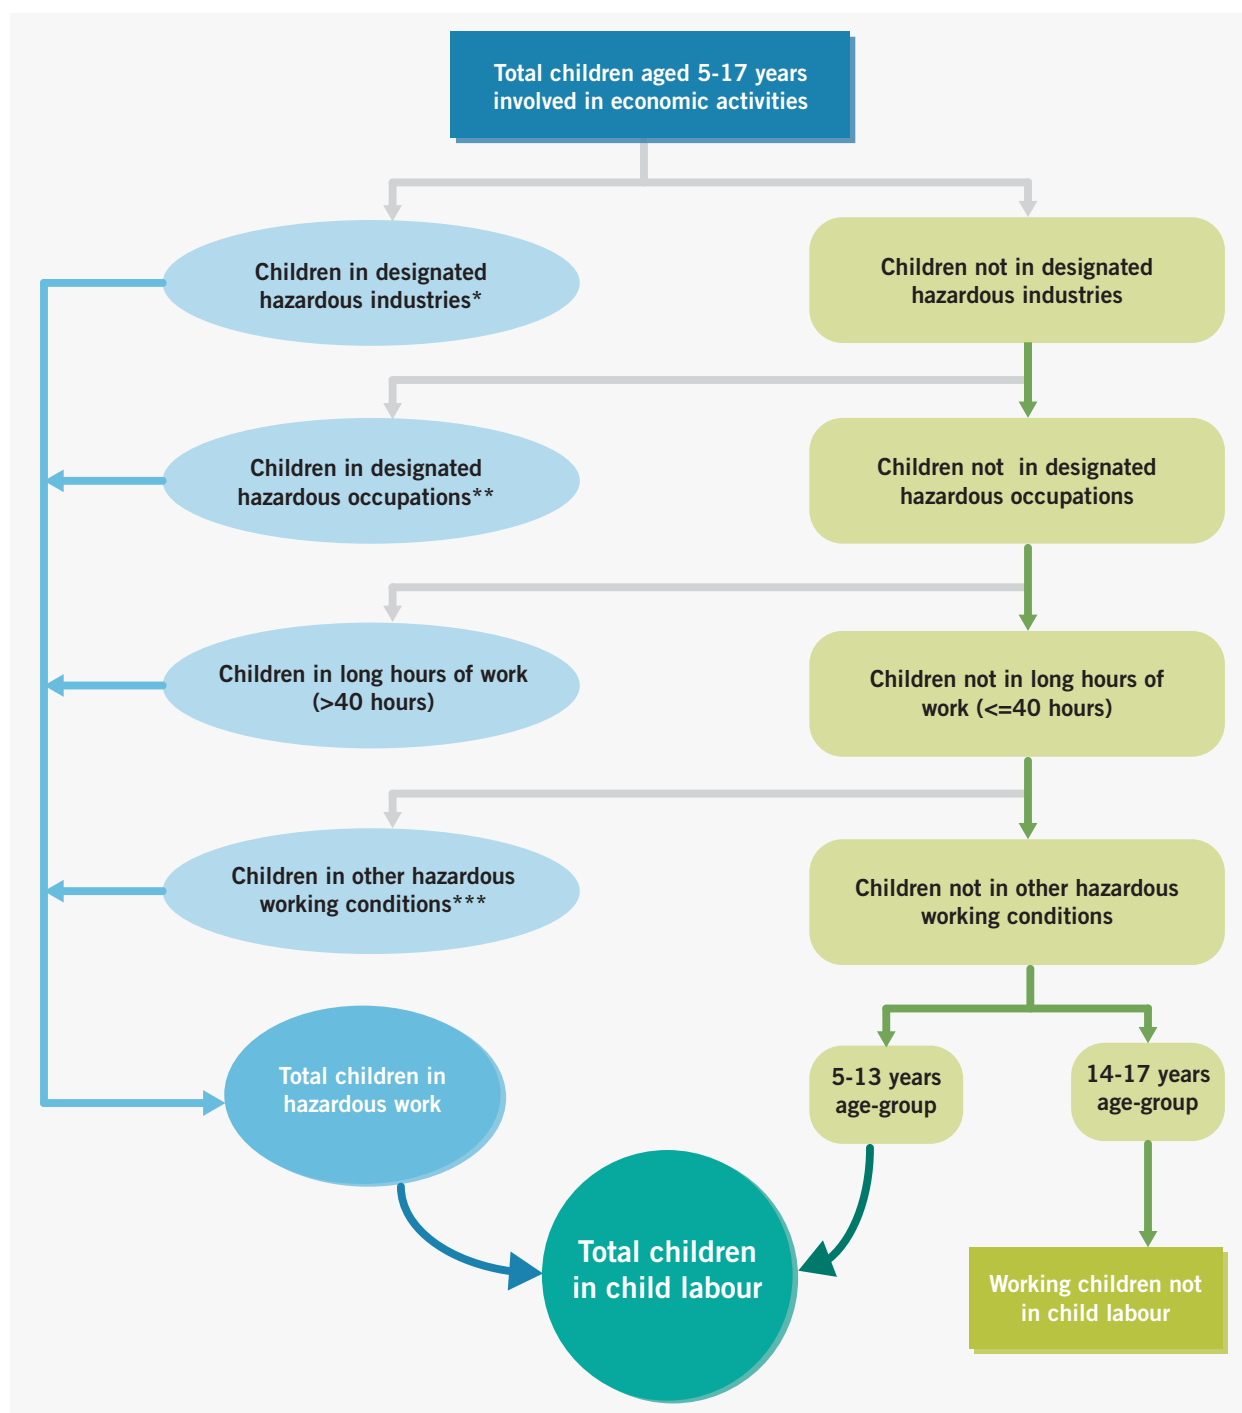 Total children aged 5-17 years
involved in economic activities
Children in designated
hazardous industries*
Children not in designated
hazardous industries
Children in designated
hazardous occupations**
Children not in designated
hazardous occupations
Children in long hours of work
(>40 hours)
Children not in long hours of
work (<=40 hours)
Children in other hazardous
working conditions***
Children not in other hazardous
working conditions
Total children in
hazardous work
5-13 years
age-group
14-17 years
age-group
Total children
in child labour
Working children not
in child labour